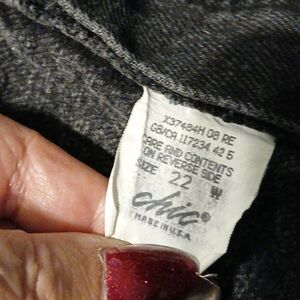 X37484H 08 RE
GB/CA 117234 42 5
CARE AND CONTENTS
ON REVERSE SIDE
SIZE 22 W
chic®
MADE IN U.S.A.